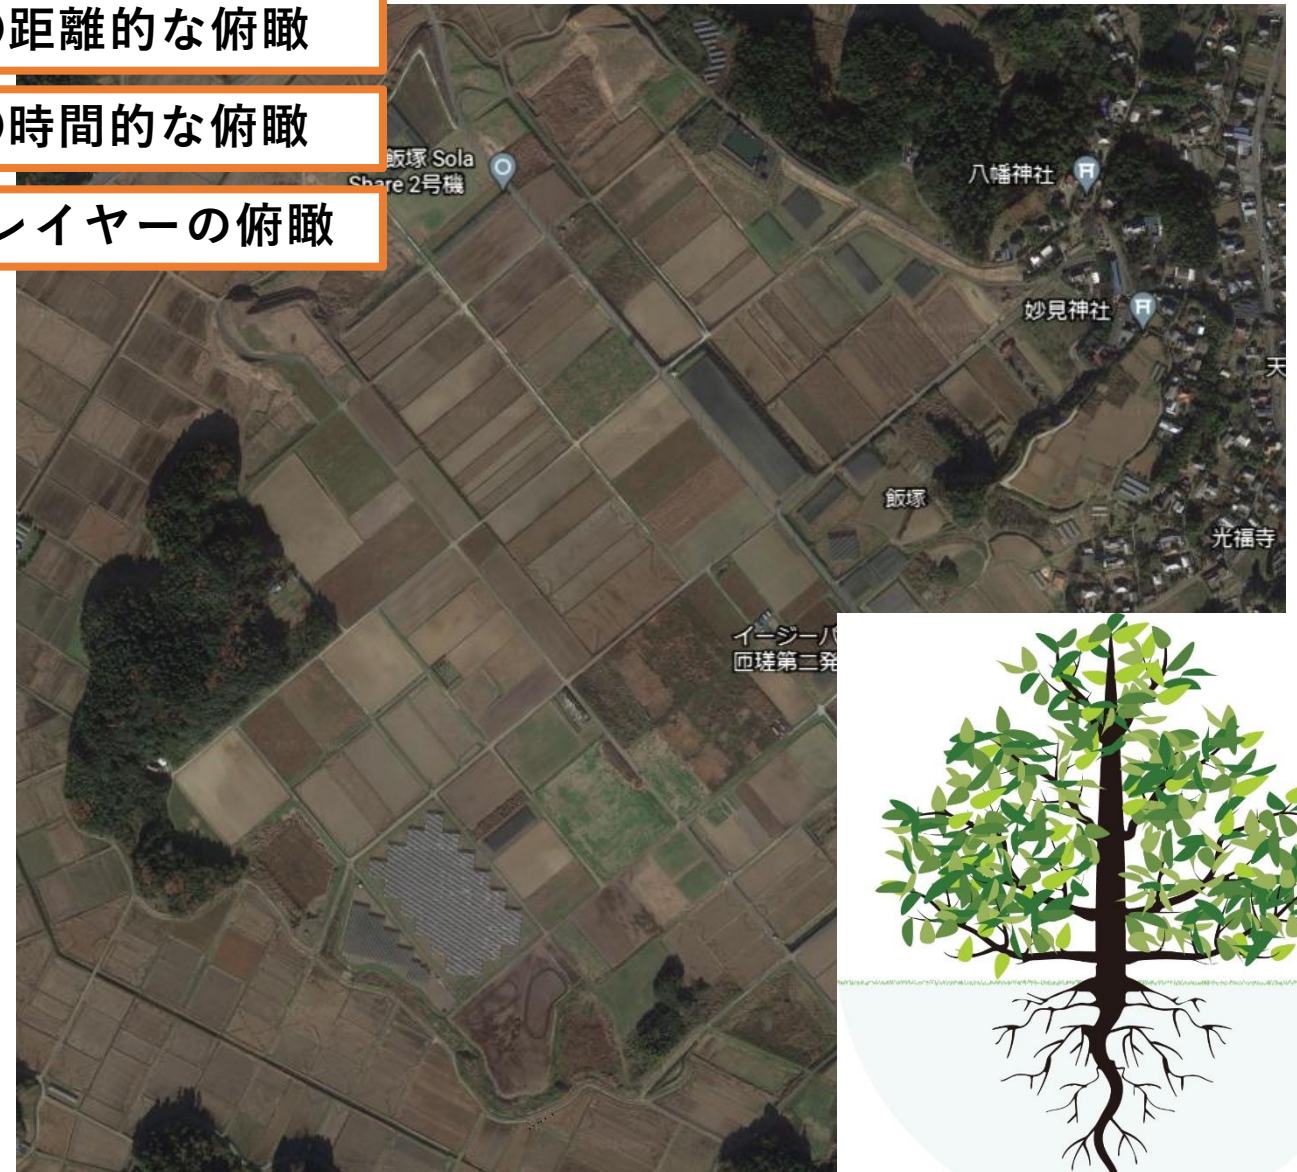 の距離的な俯瞰
の時間的な俯瞰
レイヤーの俯瞰
飯塚 Sola
Share 2号機
八幡神社
妙見神社
天
飯塚
光福寺
イージーパ
匝瑳第二発